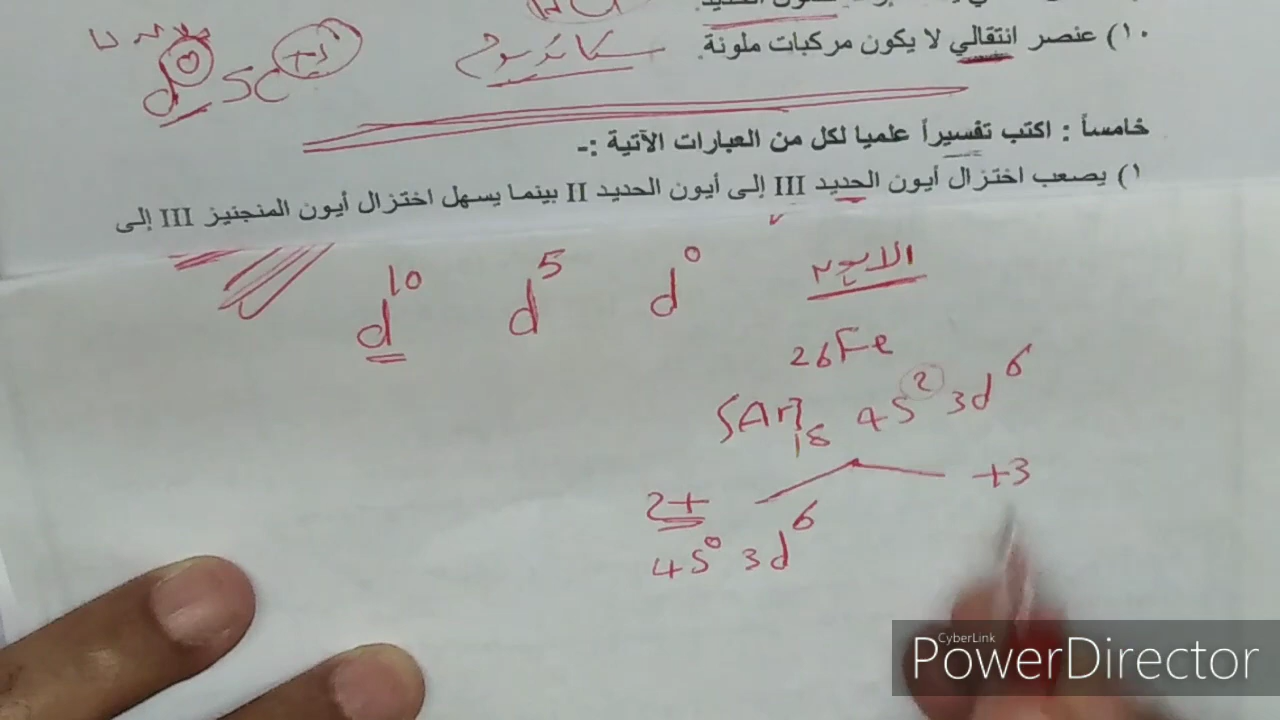 ١٠) عنصر انتقالي لا يكون مركبات ملونة سكانديوم
d⁰ Sc +3
خامساً : اكتب تفسيراً علميا لكل من العبارات الآتية :-
١) يصعب اختزال أيون الحديد III إلى أيون الحديد II بينما يسهل اختزال أيون المنجنيز III إلى
d¹⁰ d⁵ d⁰
₂₆Fe
[Ar]₁₈ 4S² 3d⁶
2+ +3
4S⁰ 3d⁶
CyberLink
PowerDirector